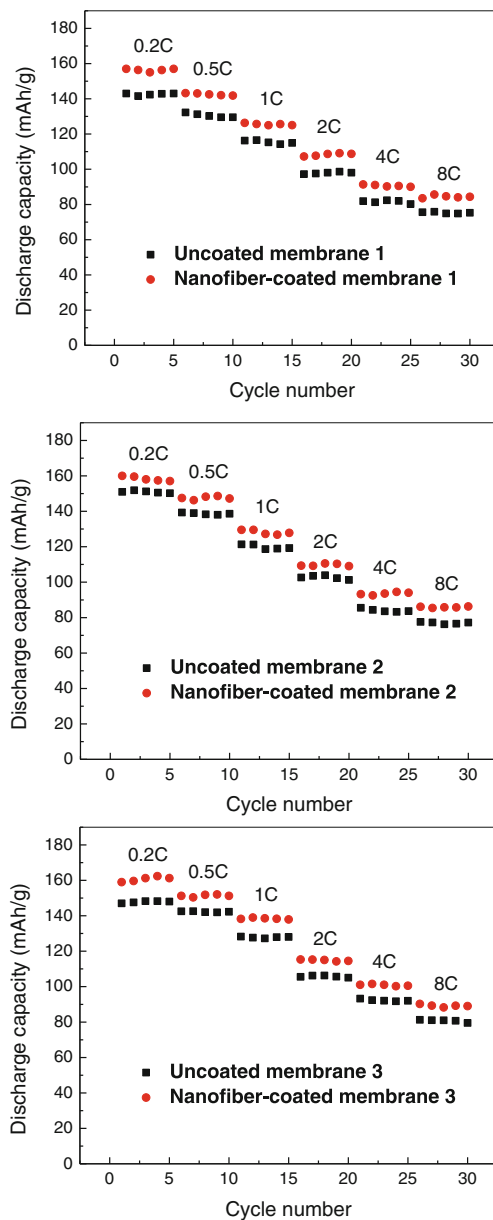 180
160
140
120
100
80
60
40
20
0
Discharge capacity (mAh/g)
0.2C
0.5C
1C
2C
4C
8C
Uncoated membrane 1
Nanofiber-coated membrane 1
0 5 10 15 20 25 30
Cycle number
180
160
140
120
100
80
60
40
20
0
Discharge capacity (mAh/g)
0.2C
0.5C
1C
2C
4C
8C
Uncoated membrane 2
Nanofiber-coated membrane 2
0 5 10 15 20 25 30
Cycle number
180
160
140
120
100
80
60
40
20
0
Discharge capacity (mAh/g)
0.2C
0.5C
1C
2C
4C
8C
Uncoated membrane 3
Nanofiber-coated membrane 3
0 5 10 15 20 25 30
Cycle number